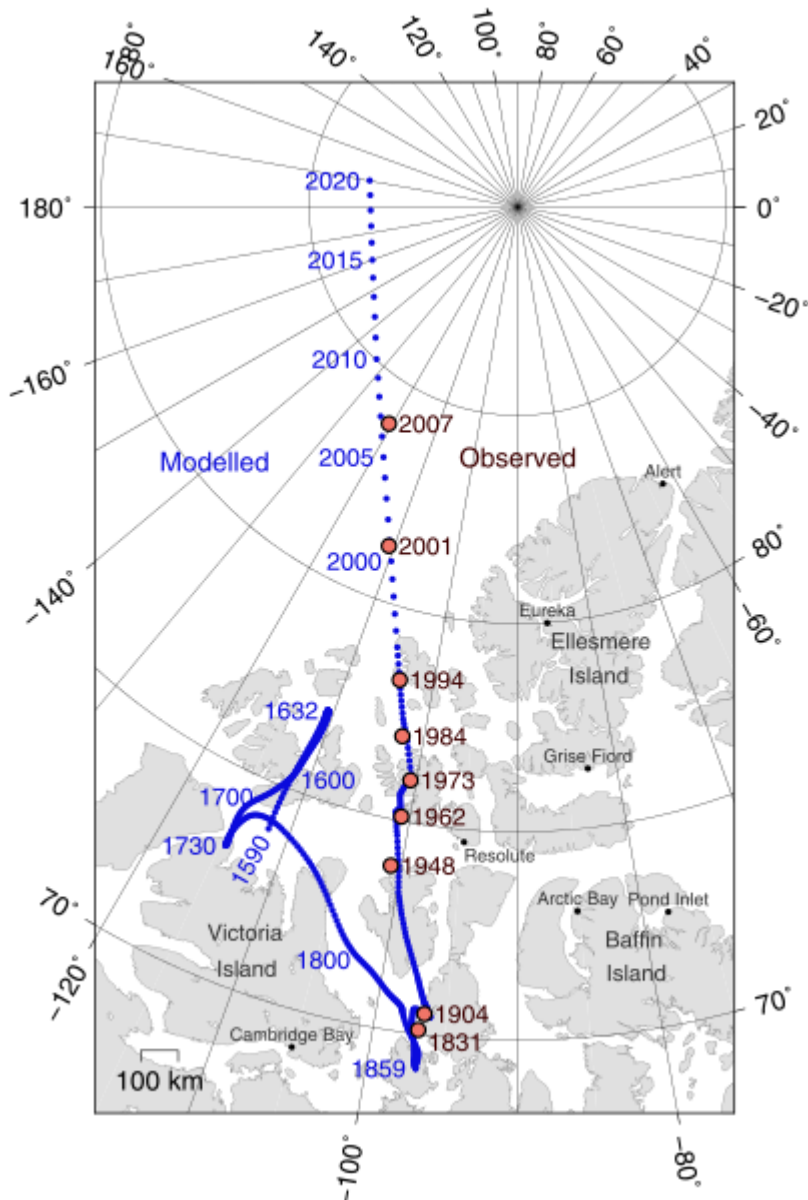 180°
160°
140°
120°
100°
80°
60°
40°
20°
180°
0°
−20°
−160°
−40°
−140°
80°
−60°
70°
−120°
70°
−100°
−80°
2020
2015
2010
2007
2005
Modelled
Observed
Alert
2001
2000
Eureka
Ellesmere
Island
1994
1632
1984
Grise Fiord
1973
1600
1700
1962
1730
1590
1948
Resolute
Arctic Bay
Pond Inlet
Victoria
Island
Baffin
Island
1800
1904
1831
Cambridge Bay
1859
100 km